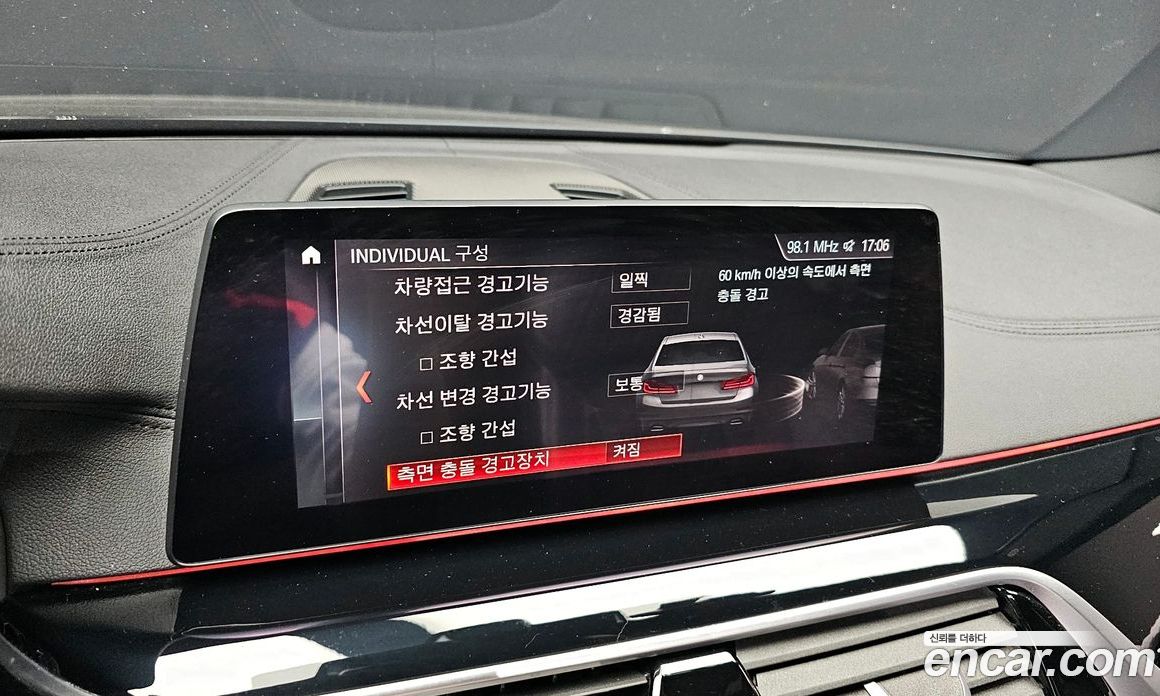 INDIVIDUAL 구성
98.1 MHz 17:06
차량접근 경고기능 일찍
60 km/h 이상의 속도에서 측면
충돌 경고
차선이탈 경고기능 경감됨
조향 간섭
차선 변경 경고기능 보통
조향 간섭
측면 충돌 경고장치 켜짐
신뢰를 더하다
encar.com